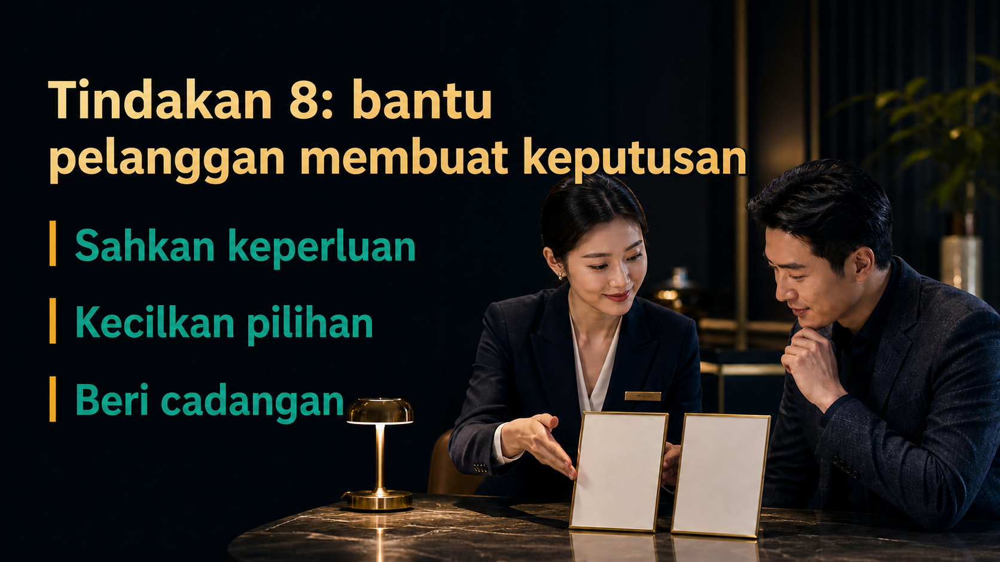 Tindakan 8: bantu
pelanggan membuat keputusan
Sahkan keperluan
Kecilkan pilihan
Beri cadangan